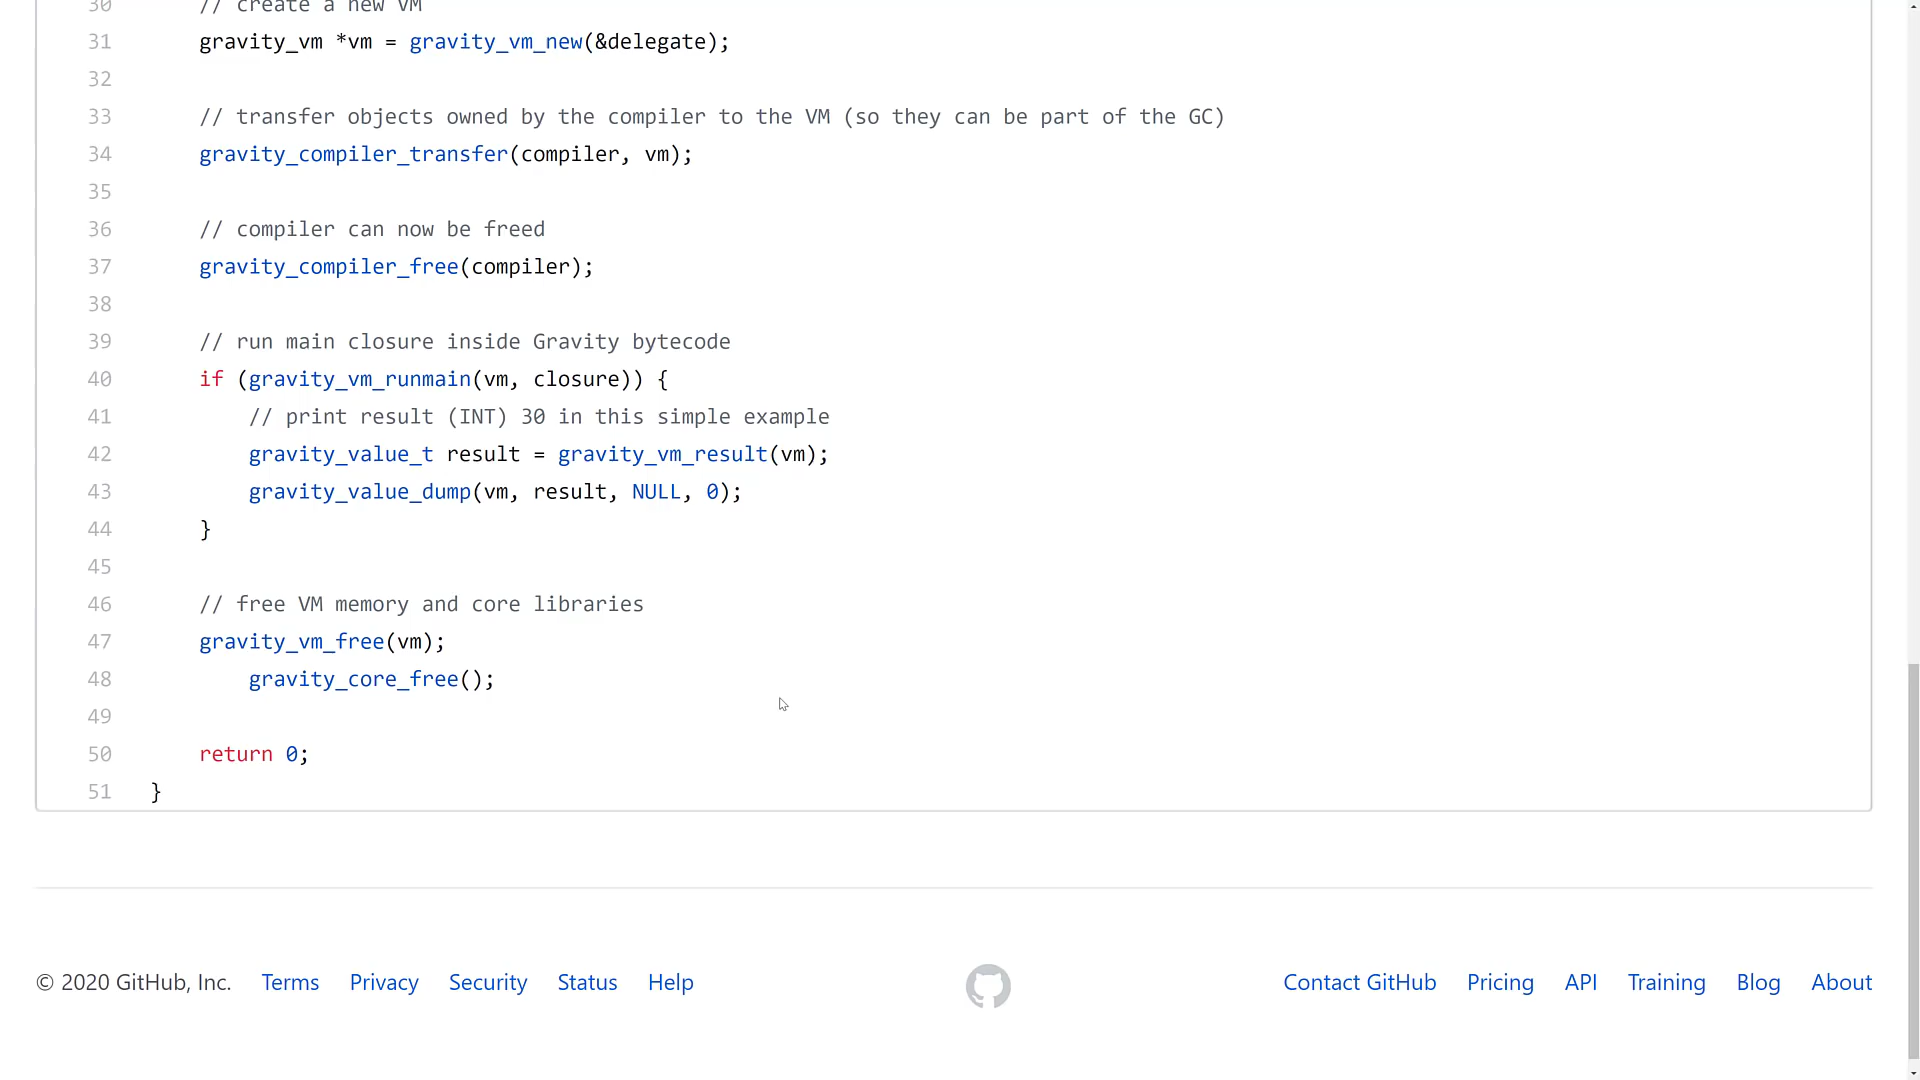 30 // create a new VM
31 gravity_vm *vm = gravity_vm_new(&delegate);
32
33 // transfer objects owned by the compiler to the VM (so they can be part of the GC)
34 gravity_compiler_transfer(compiler, vm);
35
36 // compiler can now be freed
37 gravity_compiler_free(compiler);
38
39 // run main closure inside Gravity bytecode
40 if (gravity_vm_runmain(vm, closure)) {
41 // print result (INT) 30 in this simple example
42 gravity_value_t result = gravity_vm_result(vm);
43 gravity_value_dump(vm, result, NULL, 0);
44 }
45
46 // free VM memory and core libraries
47 gravity_vm_free(vm);
48 gravity_core_free();
49
50 return 0;
51 }
© 2020 GitHub, Inc. Terms Privacy Security Status Help Contact GitHub Pricing API Training Blog About